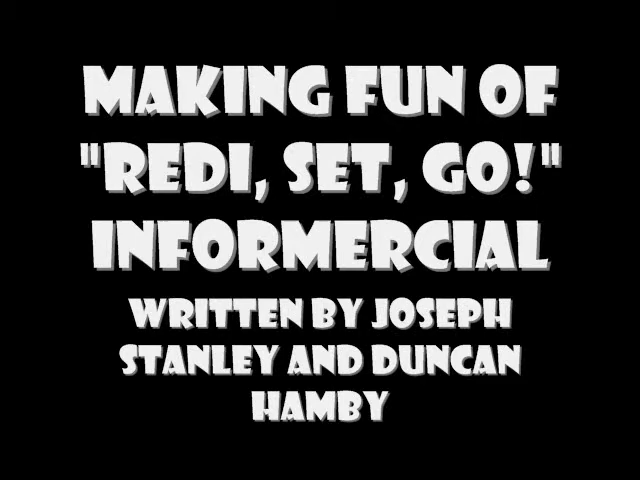 MAKING FUN OF
"REDI, SET, GO!"
INFORMERCIAL
WRITTEN BY JOSEPH
STANLEY AND DUNCAN
HAMBY